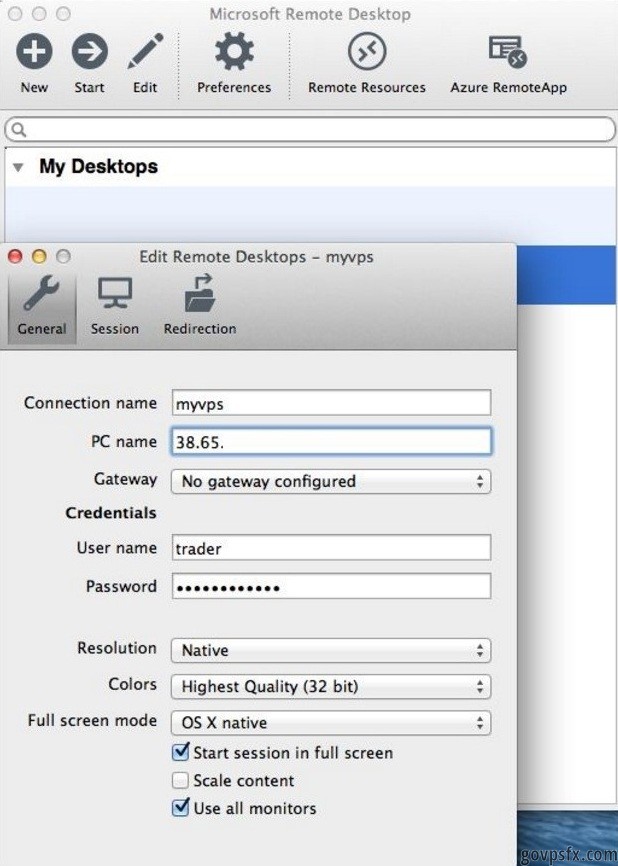 Microsoft Remote Desktop
New Start Edit Preferences Remote Resources Azure RemoteApp
My Desktops
Edit Remote Desktops – myvps
General Session Redirection
Connection name myvps
PC name 38.65.
Gateway No gateway configured
Credentials
User name trader
Password ••••••••••••
Resolution Native
Colors Highest Quality (32 bit)
Full screen mode OS X native
Start session in full screen
Scale content
Use all monitors
govpsfx.com